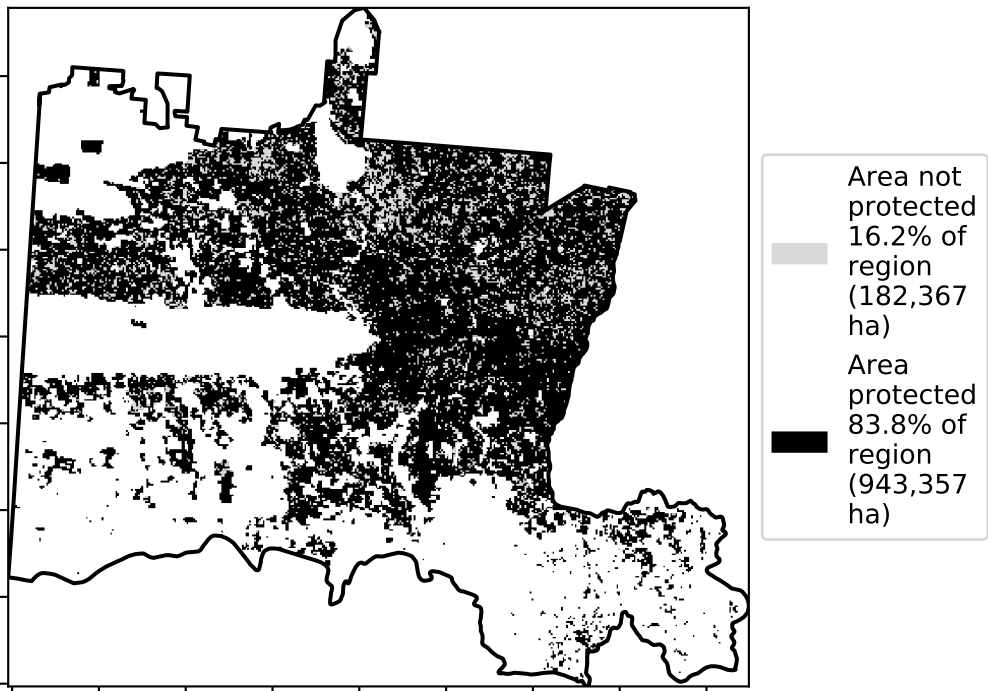 Area not
protected
16.2% of
region
(182,367
ha)
Area
protected
83.8% of
region
(943,357
ha)